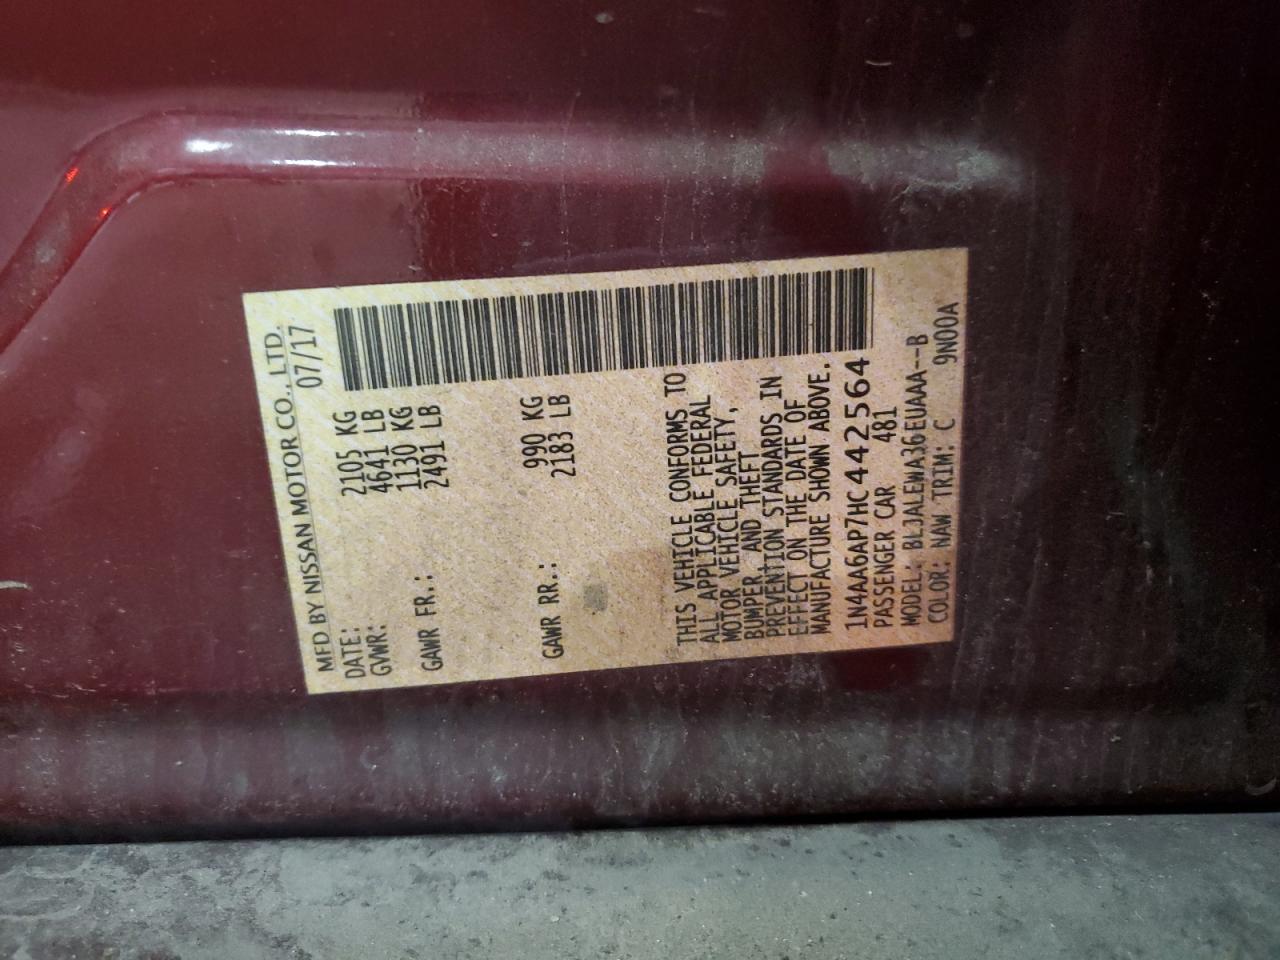 MFD BY NISSAN MOTOR CO., LTD.
DATE: 07/17
GVWR: 2105 KG
4641 LB
GAWR FR.: 1130 KG
2491 LB
GAWR RR.: 990 KG
2183 LB
THIS VEHICLE CONFORMS TO
ALL APPLICABLE FEDERAL
MOTOR VEHICLE SAFETY,
BUMPER, AND THEFT
PREVENTION STANDARDS IN
EFFECT ON THE DATE OF
MANUFACTURE SHOWN ABOVE.
1N4AA6AP7HC442564
PASSENGER CAR 481
MODEL: BLJALEWA36EUAAA--B
COLOR: NAW TRIM: C 9N00A